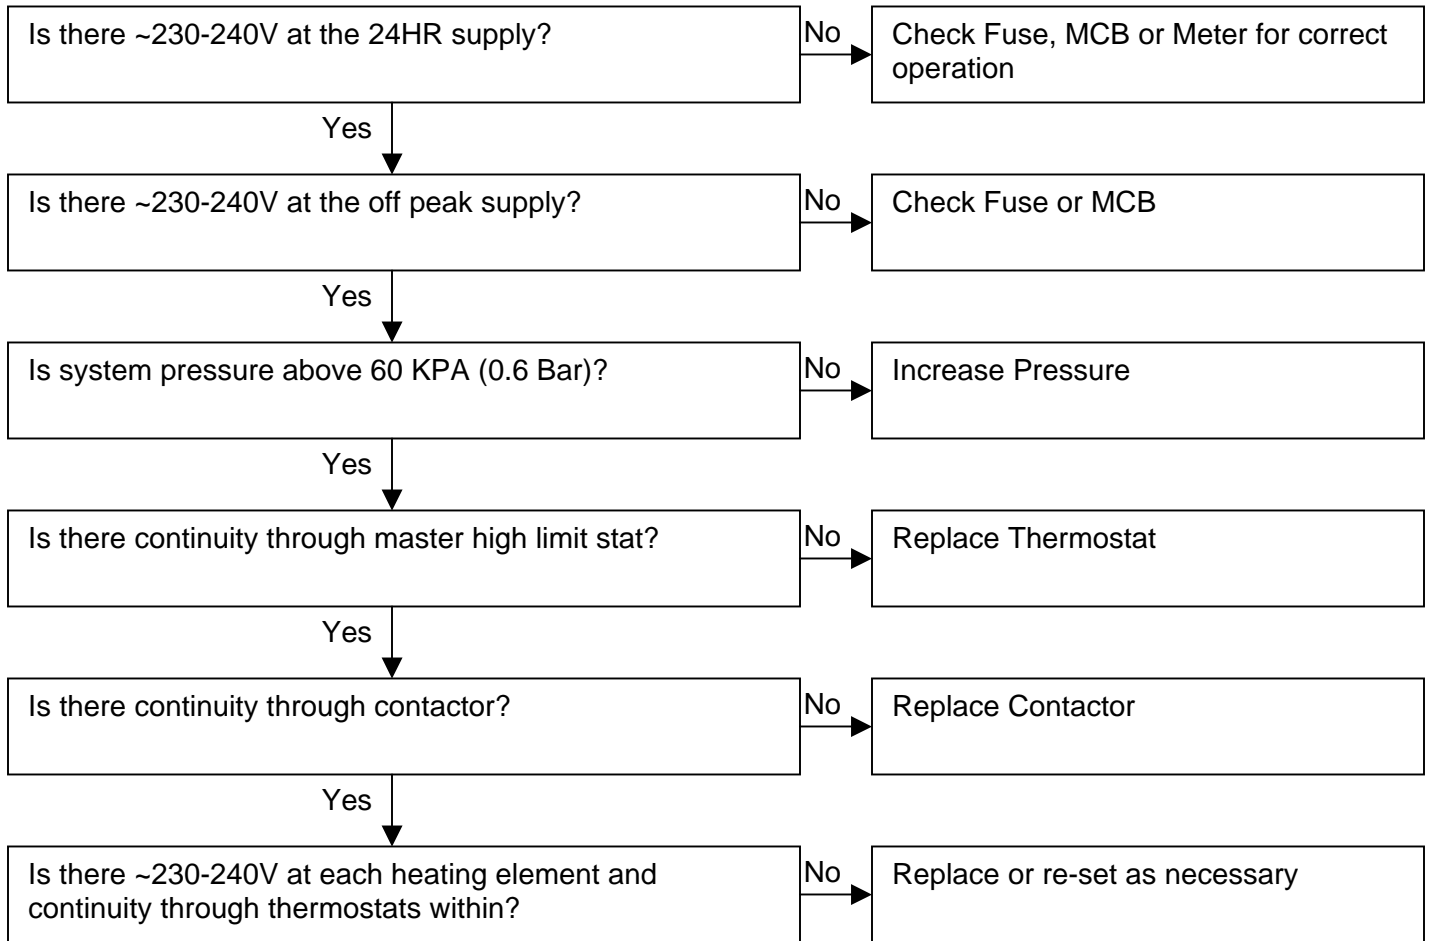 Is there ~230-240V at the 24HR supply?
No
Check Fuse, MCB or Meter for correct
operation
Yes
Is there ~230-240V at the off peak supply?
No
Check Fuse or MCB
Yes
Is system pressure above 60 KPA (0.6 Bar)?
No
Increase Pressure
Yes
Is there continuity through master high limit stat?
No
Replace Thermostat
Yes
Is there continuity through contactor?
No
Replace Contactor
Yes
Is there ~230-240V at each heating element and
continuity through thermostats within?
No
Replace or re-set as necessary